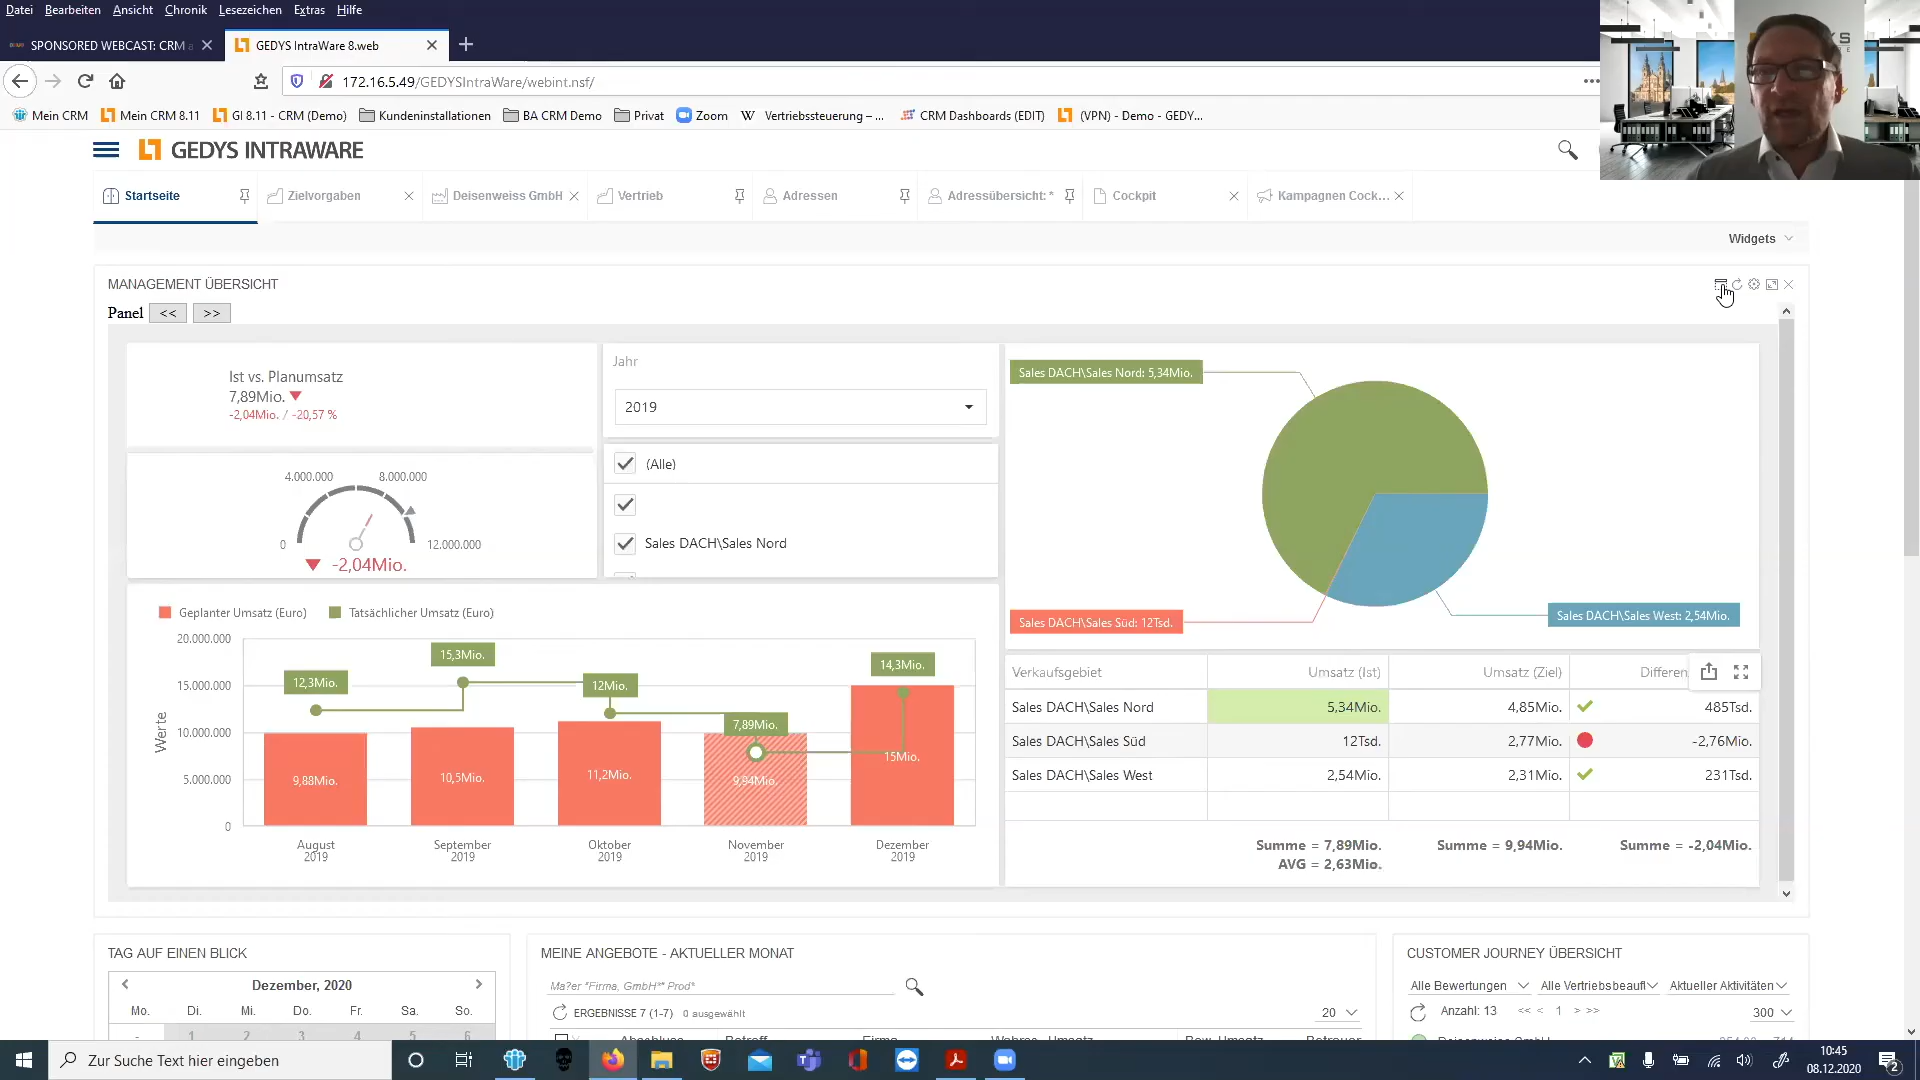 Datei Bearbeiten Ansicht Chronik Lesezeichen Extras Hilfe
SPONSORED WEBCAST: CRM
GEDYS IntraWare 8.web
172.16.5.49/GEDYSIntraWare/webint.nsf/
Mein CRM Mein CRM 8.11 GI 8.11 - CRM (Demo) Kundeninstallationen BA CRM Demo Privat Zoom W Vertriebssteuerung – ... CRM Dashboards (EDIT) (VPN) - Demo - GEDY...
GEDYS INTRAWARE
Startseite Zielvorgaben Deisenweiss GmbH Vertrieb Adressen Adressübersicht: * Cockpit Kampagnen Cock...
Widgets
MANAGEMENT ÜBERSICHT
Panel << >>
Ist vs. Planumsatz
7,89Mio.
-2,04Mio. / -20,57 %
4.000.000 8.000.000
0 12.000.000
-2,04Mio.
Jahr
2019
(Alle)
Sales DACH\Sales Nord
Sales DACH\Sales Nord: 5,34Mio.
Sales DACH\Sales Süd: 12Tsd.
Sales DACH\Sales West: 2,54Mio.
Geplanter Umsatz (Euro) Tatsächlicher Umsatz (Euro)
Werte
20.000.000
15.000.000
10.000.000
5.000.000
0
12,3Mio. 15,3Mio. 12Mio. 7,89Mio. 14,3Mio.
9,88Mio. 10,5Mio. 11,2Mio. 9,94Mio. 15Mio.
August September Oktober November Dezember
2019 2019 2019 2019 2019
Verkaufsgebiet Umsatz (Ist) Umsatz (Ziel) Differen
Sales DACH\Sales Nord 5,34Mio. 4,85Mio. 485Tsd.
Sales DACH\Sales Süd 12Tsd. 2,77Mio. -2,76Mio.
Sales DACH\Sales West 2,54Mio. 2,31Mio. 231Tsd.
Summe = 7,89Mio. Summe = 9,94Mio. Summe = -2,04Mio.
AVG = 2,63Mio.
TAG AUF EINEN BLICK
Dezember, 2020
Mo. Di. Mi. Do. Fr. Sa. So.
- 1 2 3 4 5 6
MEINE ANGEBOTE - AKTUELLER MONAT
Ma?er "Firma, GmbH*" Prod*
ERGEBNISSE 7 (1-7) 0 ausgewählt 20
CUSTOMER JOURNEY ÜBERSICHT
Alle Bewertungen Alle Vertriebsbeauft Aktueller Aktivitäten
Anzahl: 13 << < 1 > >> 300
Zur Suche Text hier eingeben
10:45
08.12.2020
2